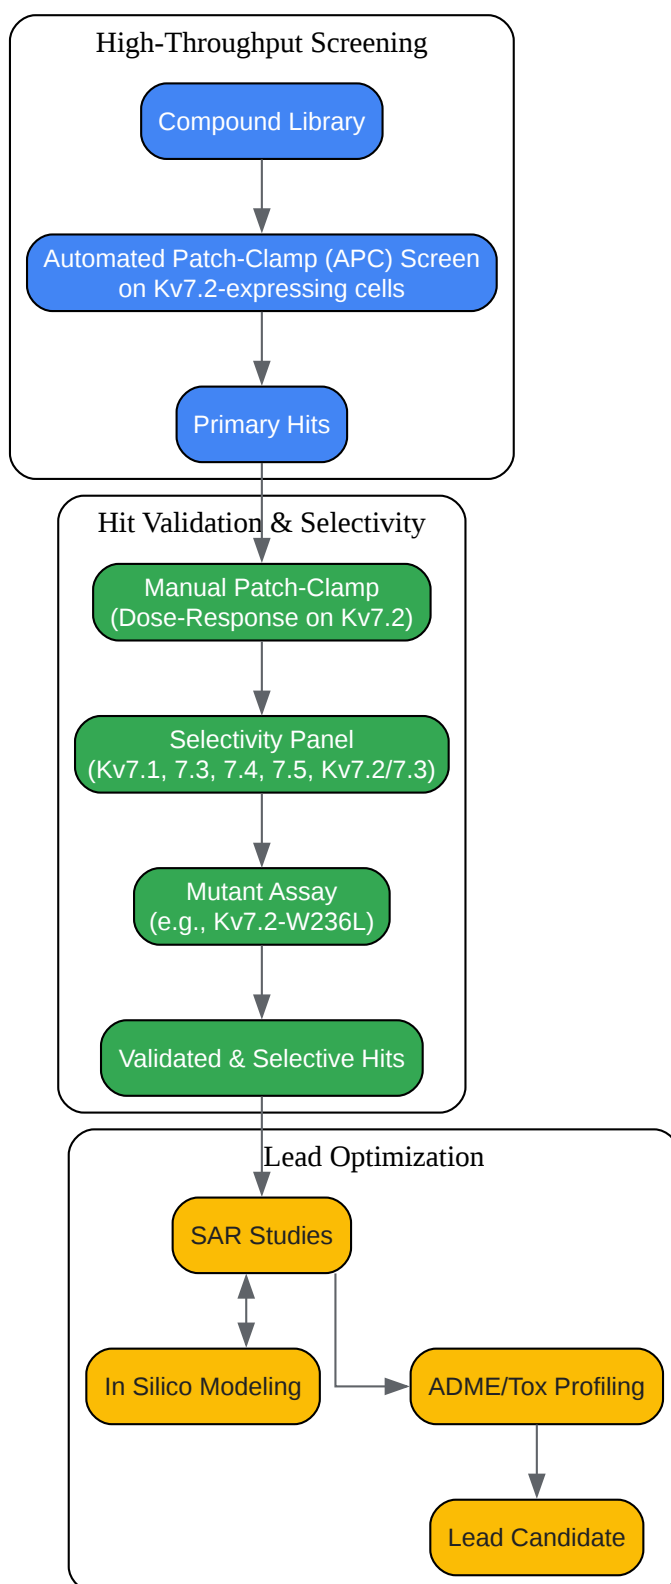 High-Throughput Screening
Compound Library
Automated Patch-Clamp (APC) Screen
on Kv7.2-expressing cells
Primary Hits
Hit Validation & Selectivity
Manual Patch-Clamp
(Dose-Response on Kv7.2)
Selectivity Panel
(Kv7.1, 7.3, 7.4, 7.5, Kv7.2/7.3)
Mutant Assay
(e.g., Kv7.2-W236L)
Validated & Selective Hits
Lead Optimization
SAR Studies
In Silico Modeling
ADME/Tox Profiling
Lead Candidate